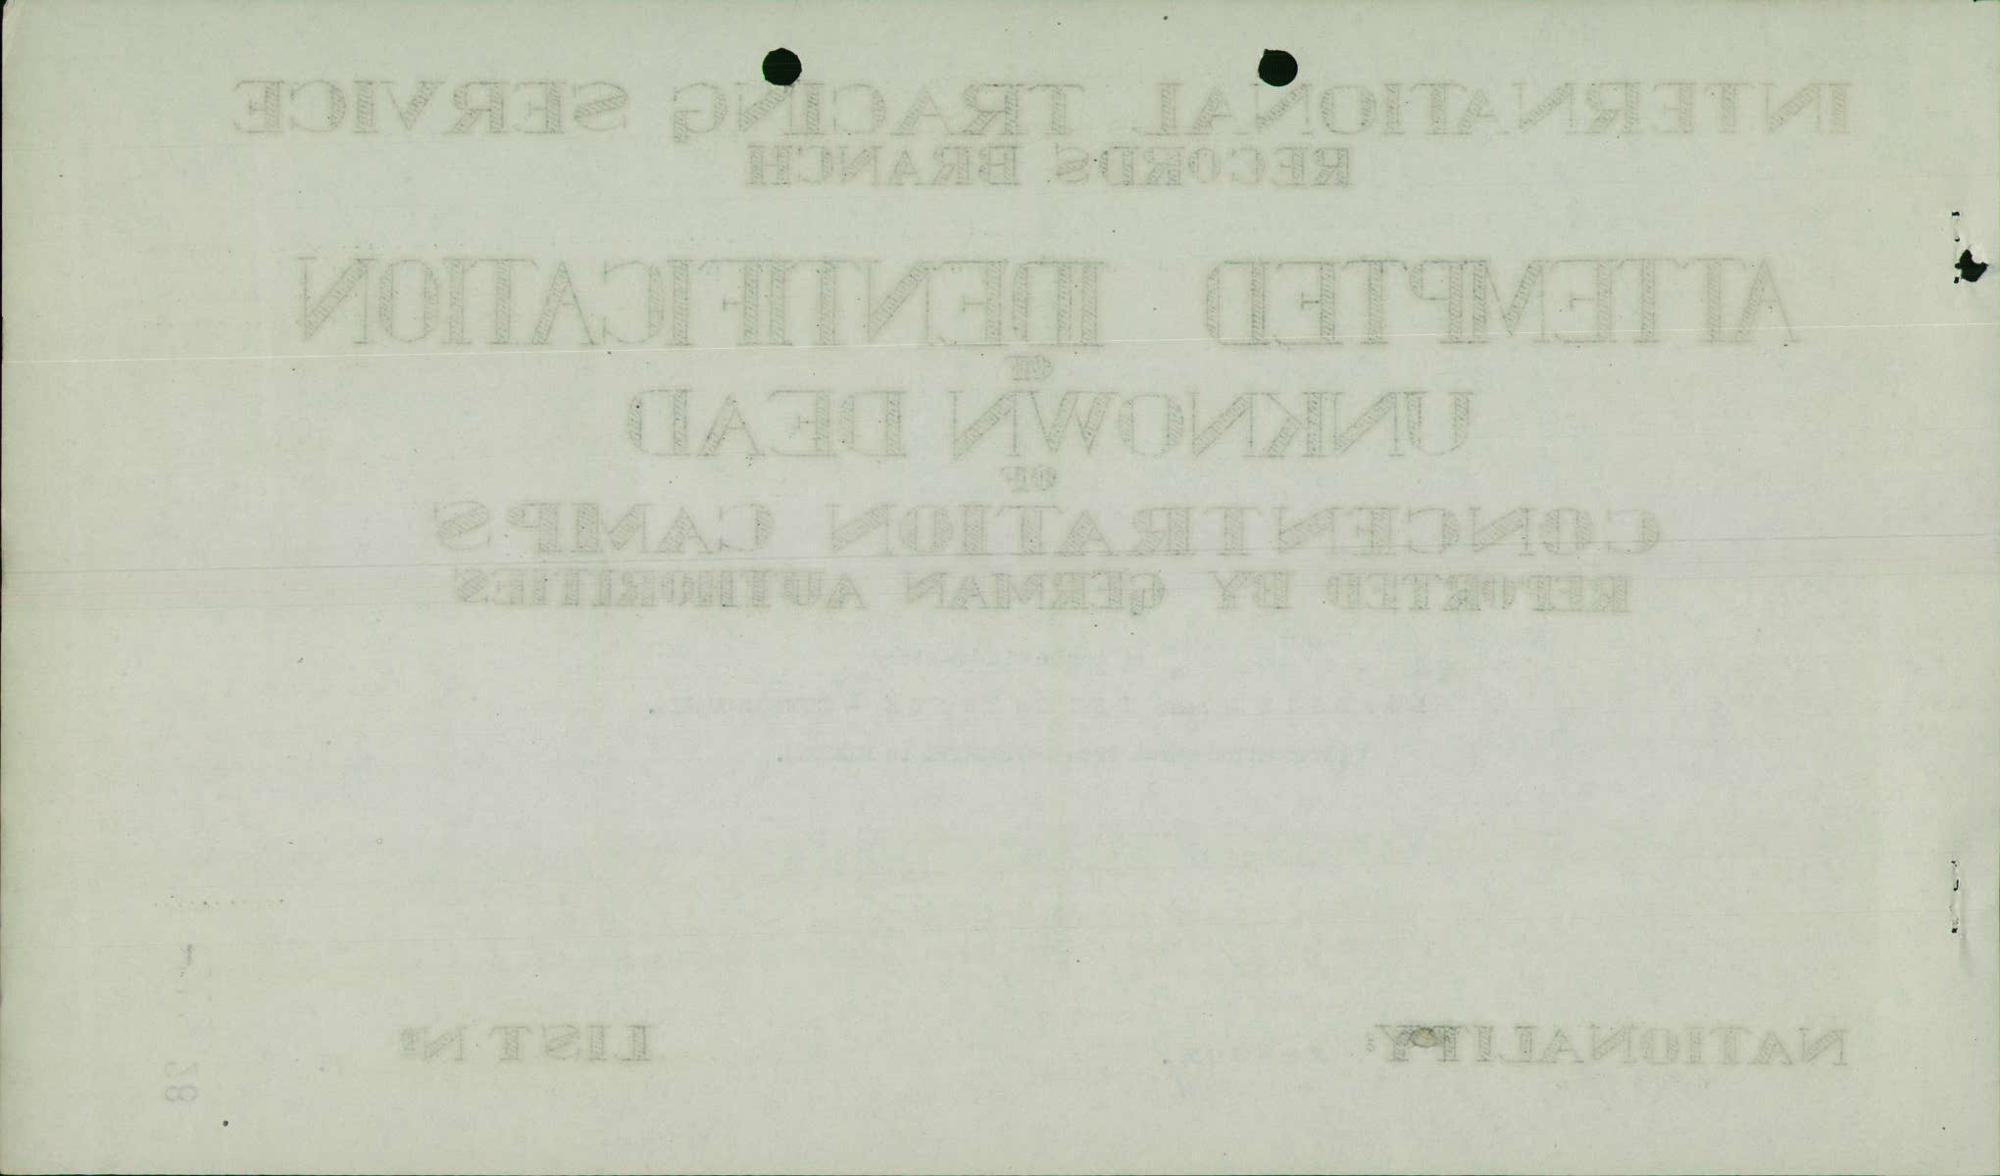 INTERNATIONAL TRACING SERVICE
RECORDS BRANCH
ATTEMPTED IDENTIFICATION
OF
UNKNOWN DEAD
OF
CONCENTRATION CAMPS
REPORTED BY GERMAN AUTHORITIES
NATIONALITY:
LIST Nº
28